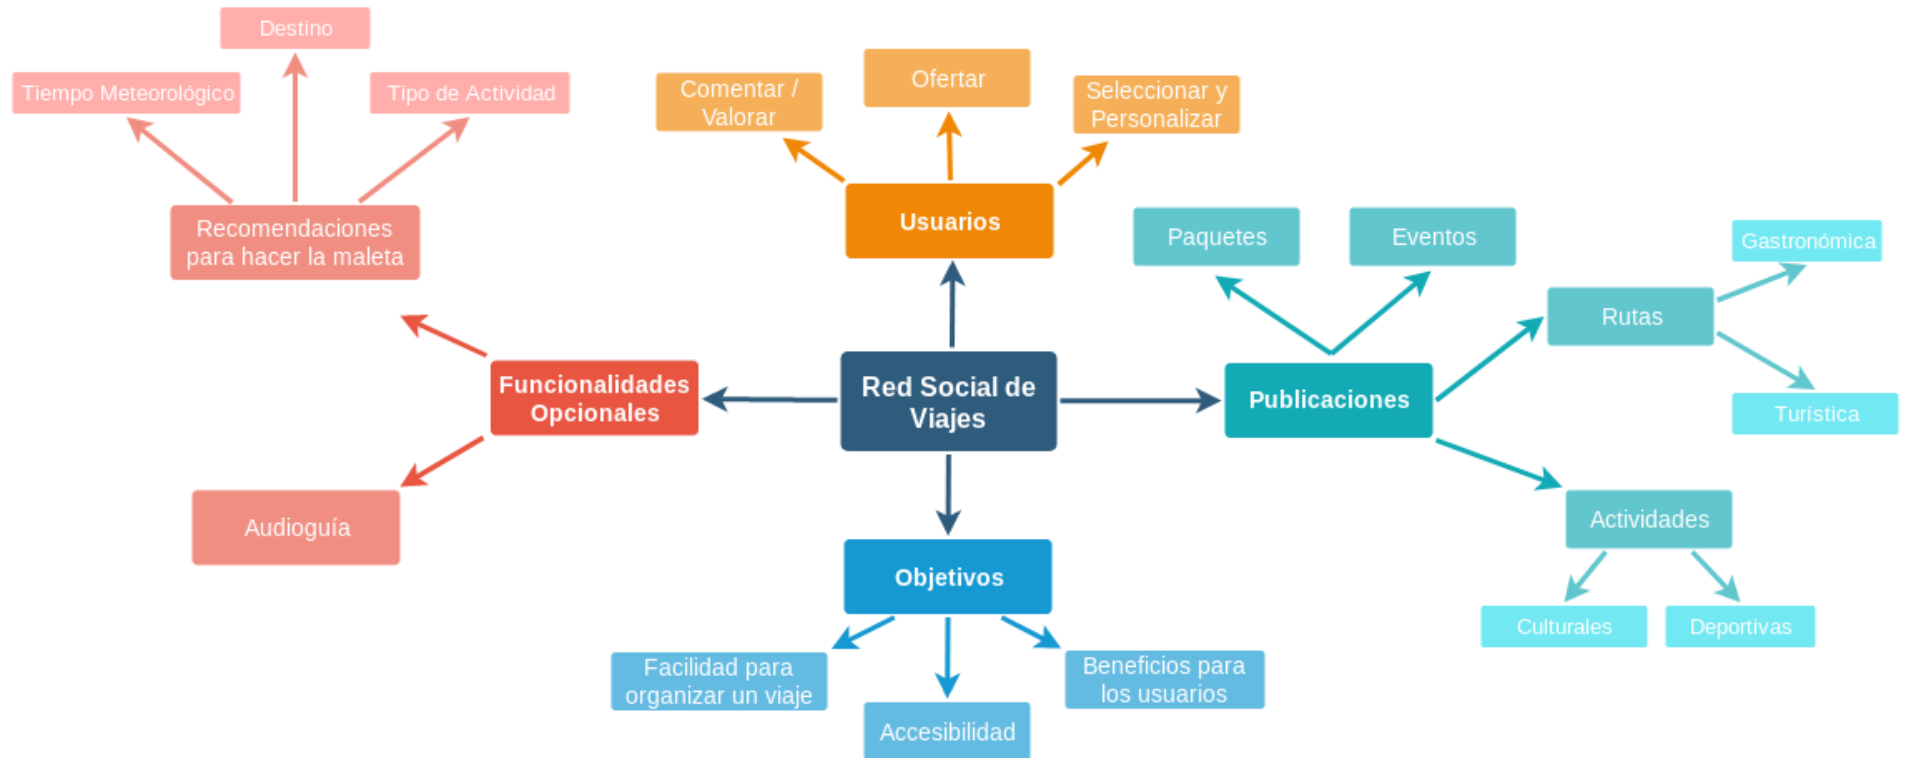 Destino
Tiempo Meteorológico
Tipo de Actividad
Recomendaciones
para hacer la maleta
Comentar /
Valorar
Ofertar
Seleccionar y
Personalizar
Usuarios
Paquetes
Eventos
Gastronómica
Rutas
Turística
Funcionalidades
Opcionales
Red Social de
Viajes
Publicaciones
Audioguía
Actividades
Culturales
Deportivas
Objetivos
Facilidad para
organizar un viaje
Accesibilidad
Beneficios para
los usuarios